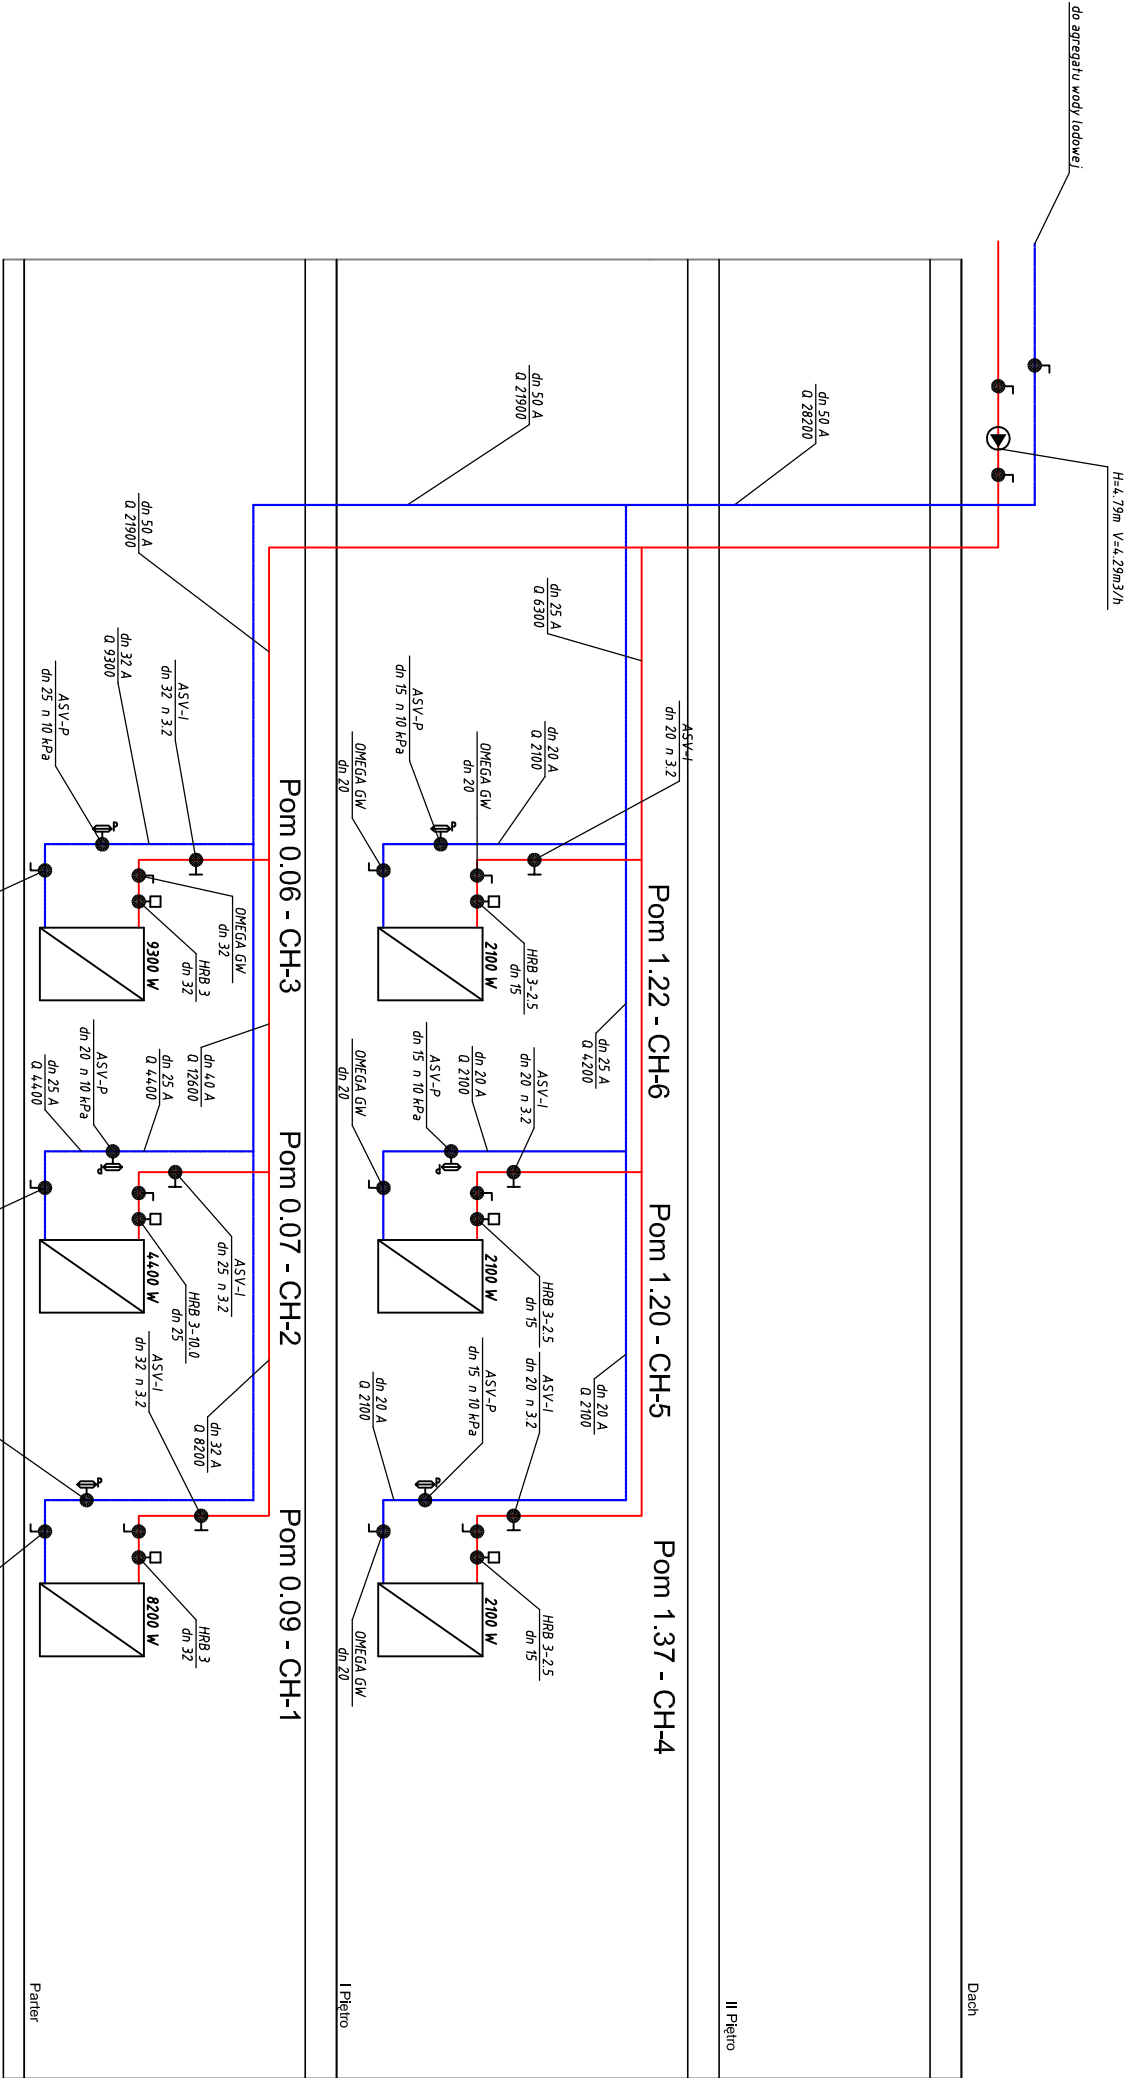 do agregatu wody lodowej
H=4.79m V=4.29m3/h
Dach
dn 50 A
Q 28200
II Piętro
dn 50 A
Q 21900
dn 25 A
Q 6300
ASV-I
dn 20 n 3.2
Pom 1.22 - CH-6
Pom 1.20 - CH-5
Pom 1.37 - CH-4
dn 25 A
Q 4200
dn 20 A
Q 2100
dn 20 A
Q 2100
OMEGA GW
dn 20
HRB 3-2.5
dn 15
2100 W
ASV-P
dn 15 n 10 kPa
OMEGA GW
dn 20
ASV-I
dn 20 n 3.2
dn 20 A
Q 2100
ASV-P
dn 15 n 10 kPa
OMEGA GW
dn 20
HRB 3-2.5
dn 15
2100 W
ASV-I
dn 20 n 3.2
ASV-P
dn 15 n 10 kPa
dn 20 A
Q 2100
HRB 3-2.5
dn 15
2100 W
OMEGA GW
dn 20
I Piętro
dn 50 A
Q 21900
Pom 0.06 - CH-3
Pom 0.07 - CH-2
Pom 0.09 - CH-1
ASV-I
dn 32 n 3.2
dn 32 A
Q 9300
ASV-P
dn 25 n 10 kPa
OMEGA GW
dn 32
HRB 3
dn 32
9300 W
dn 40 A
Q 12600
dn 25 A
Q 4400
ASV-P
dn 20 n 10 kPa
dn 25 A
Q 4400
ASV-I
dn 25 n 3.2
HRB 3-10.0
dn 25
4400 W
dn 32 A
Q 8200
ASV-I
dn 32 n 3.2
HRB 3
dn 32
8200 W
Parter
P
P
P
P
P
P